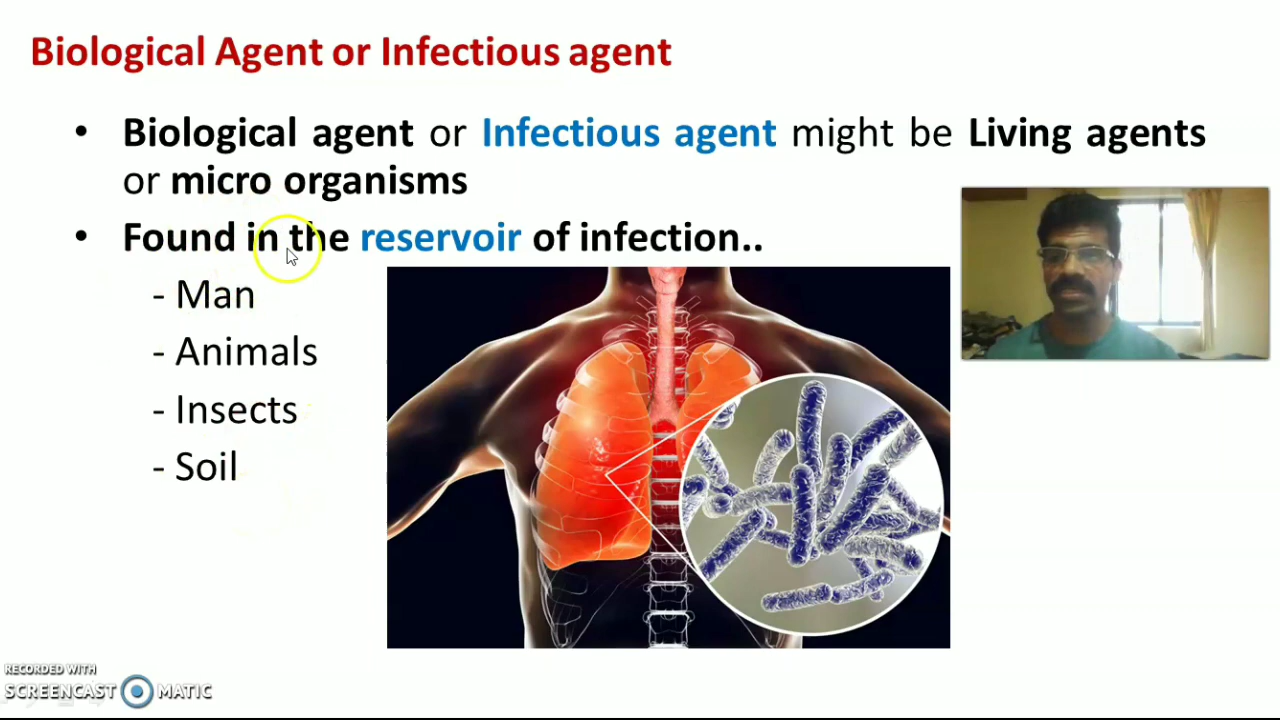 Biological Agent or Infectious agent
• Biological agent or Infectious agent might be Living agents
or micro organisms
• Found in the reservoir of infection..
- Man
- Animals
- Insects
- Soil
RECORDED WITH
SCREENCAST MATIC